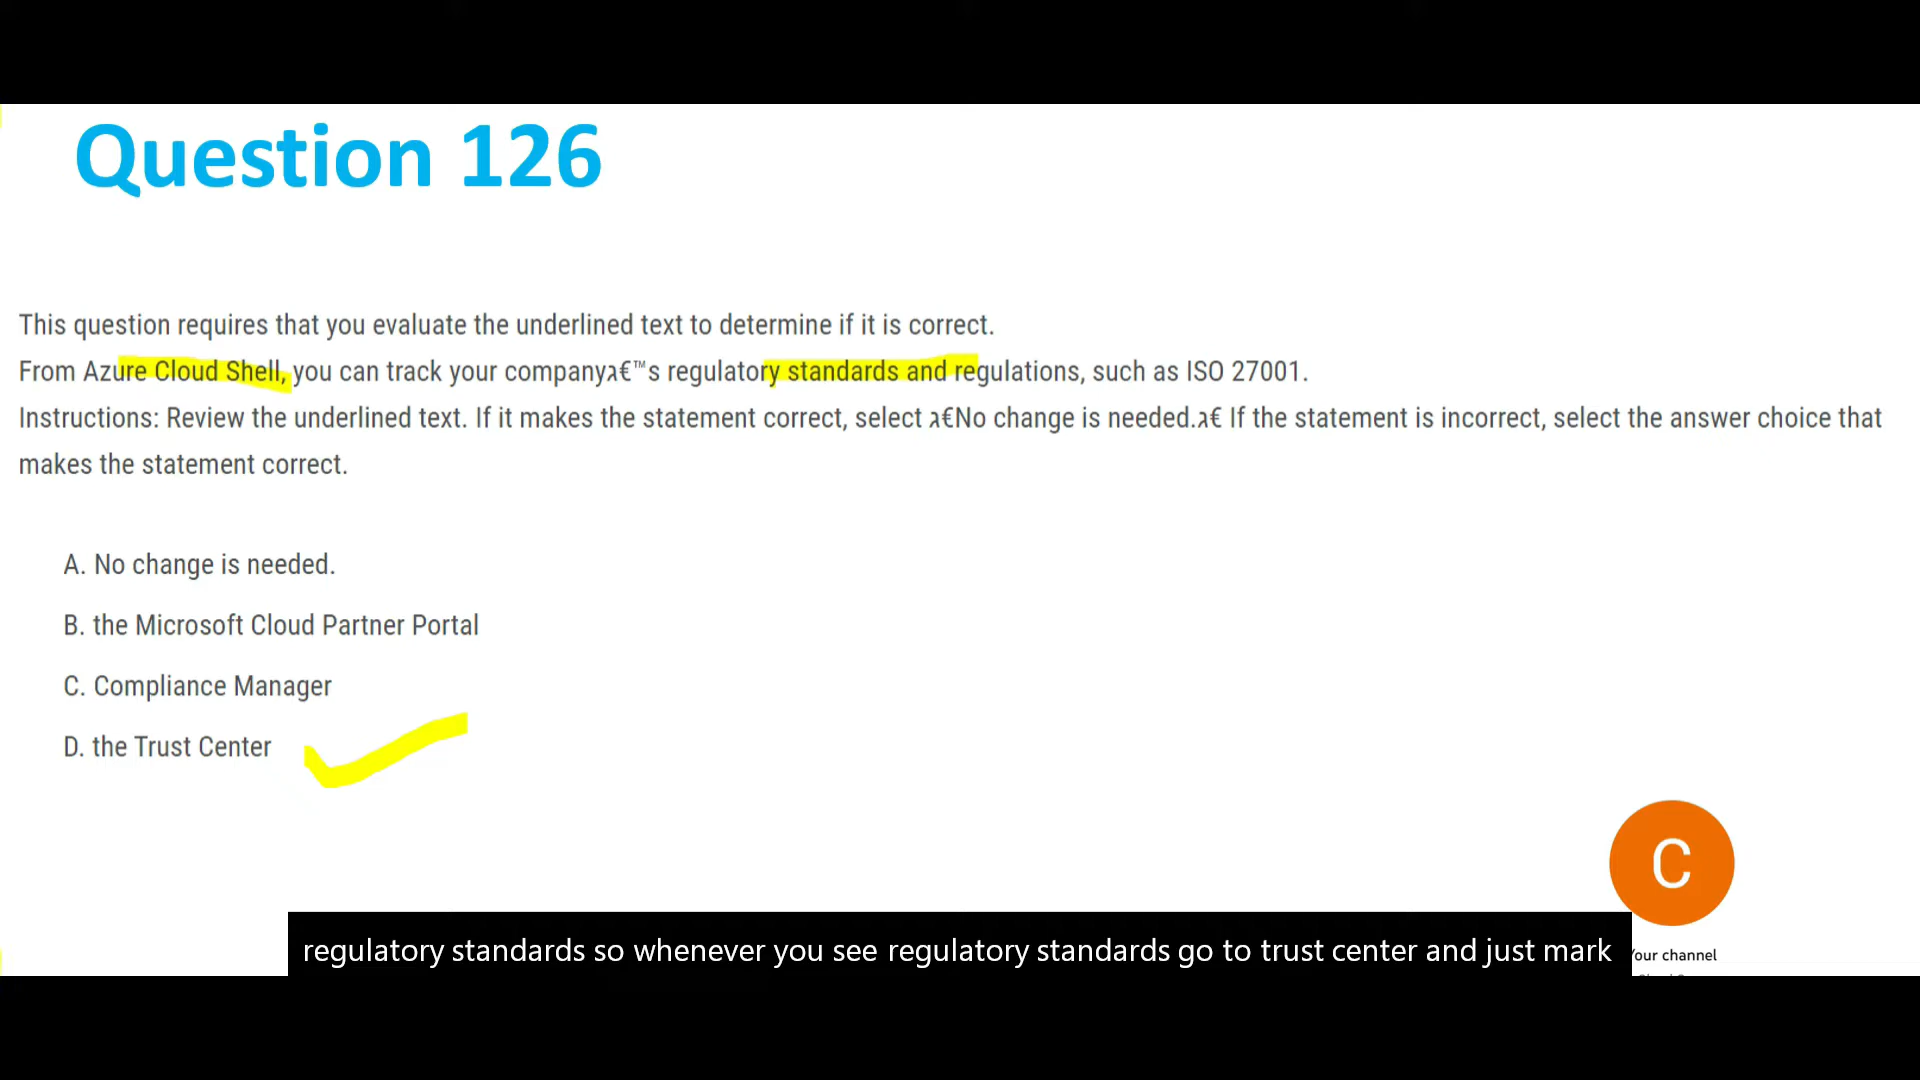 Question 126
This question requires that you evaluate the underlined text to determine if it is correct.
From Azure Cloud Shell, you can track your companyג€™s regulatory standards and regulations, such as ISO 27001.
Instructions: Review the underlined text. If it makes the statement correct, select ג€No change is needed.ג€ If the statement is incorrect, select the answer choice that
makes the statement correct.
A. No change is needed.
B. the Microsoft Cloud Partner Portal
C. Compliance Manager
D. the Trust Center
C
regulatory standards so whenever you see regulatory standards go to trust center and just mark
Your channel